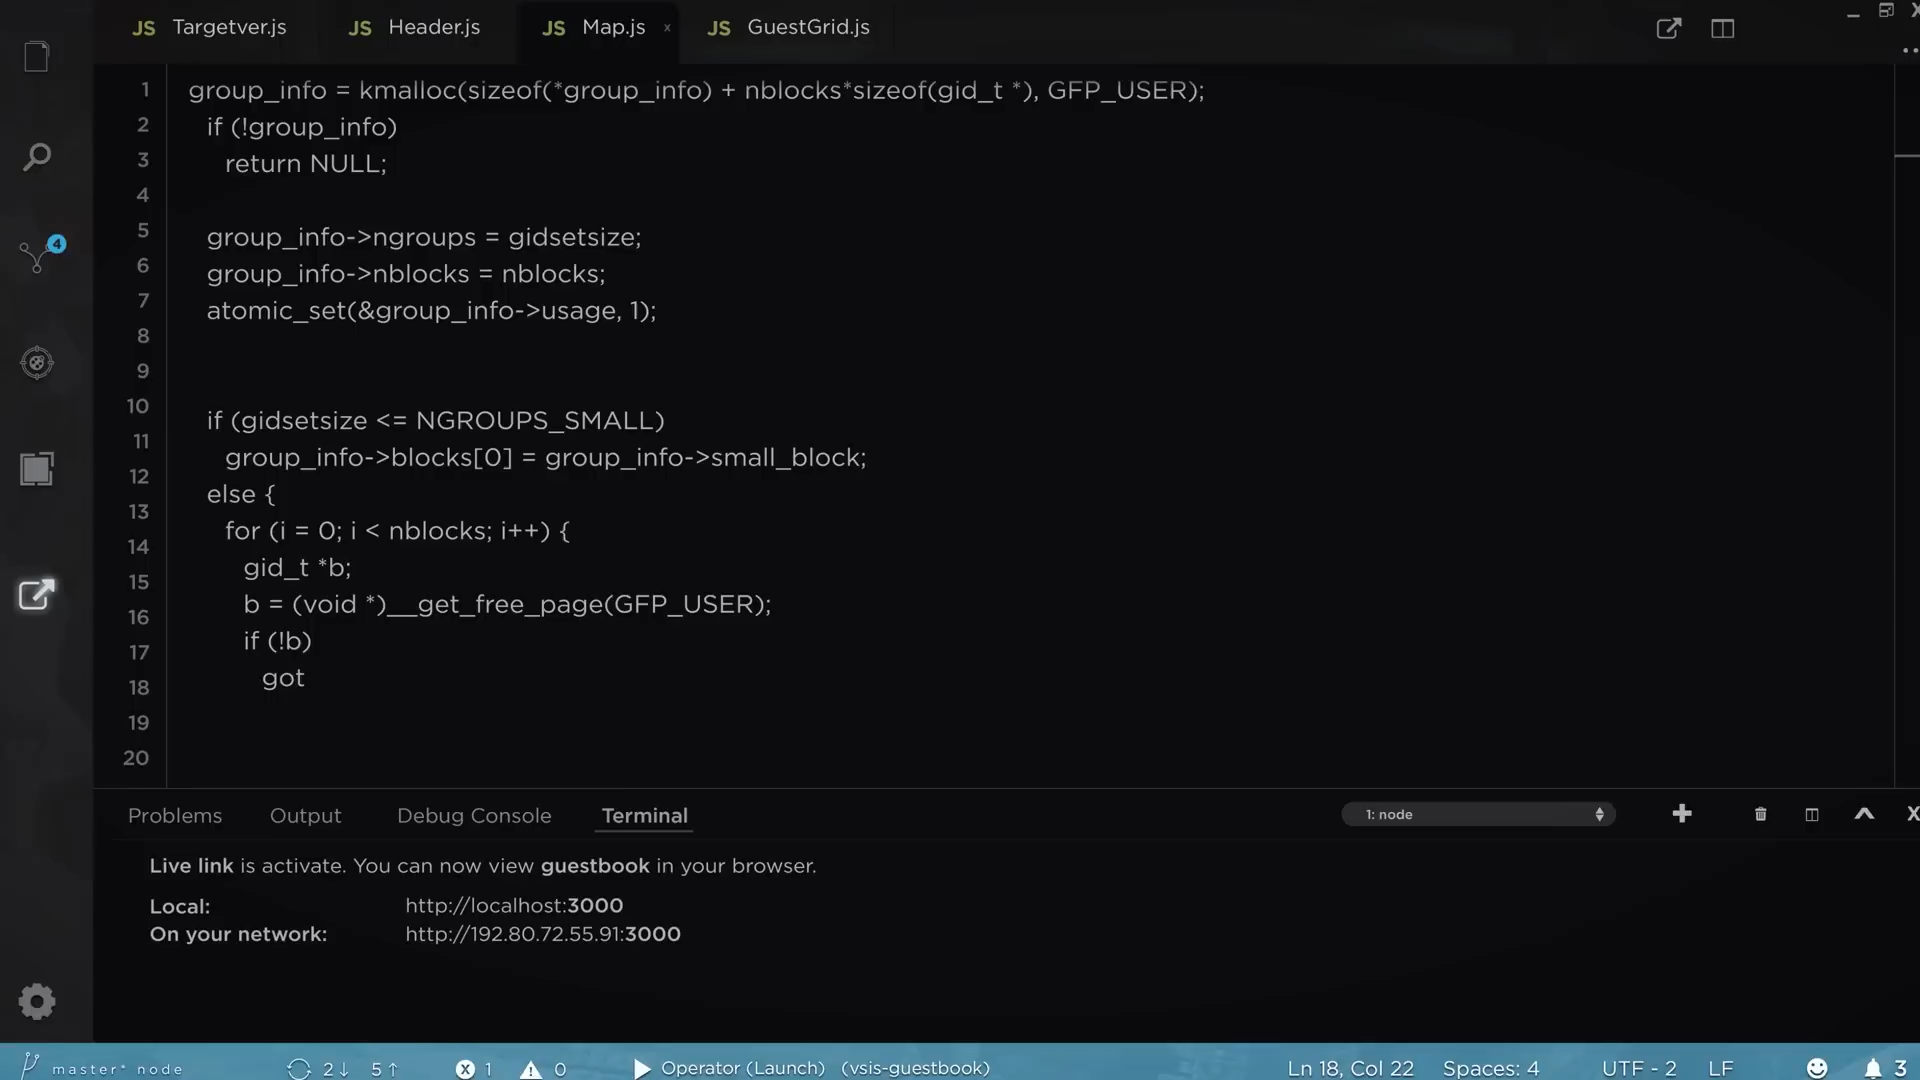 JS Targetver.js JS Header.js JS Map.js x JS GuestGrid.js
1 group_info = kmalloc(sizeof(*group_info) + nblocks*sizeof(gid_t *), GFP_USER);
2 if (!group_info)
3 return NULL;
4
5 group_info->ngroups = gidsetsize;
6 group_info->nblocks = nblocks;
7 atomic_set(&group_info->usage, 1);
8
9
10 if (gidsetsize <= NGROUPS_SMALL)
11 group_info->blocks[0] = group_info->small_block;
12 else {
13 for (i = 0; i < nblocks; i++) {
14 gid_t *b;
15 b = (void *)__get_free_page(GFP_USER);
16 if (!b)
17 got
18
19
20
4
Problems Output Debug Console Terminal 1: node
Live link is activate. You can now view guestbook in your browser.
Local: http://localhost:3000
On your network: http://192.80.72.55.91:3000
master* node 2↓ 5↑ 1 0 Operator (Launch) (vsis-guestbook) Ln 18, Col 22 Spaces: 4 UTF - 2 LF 3